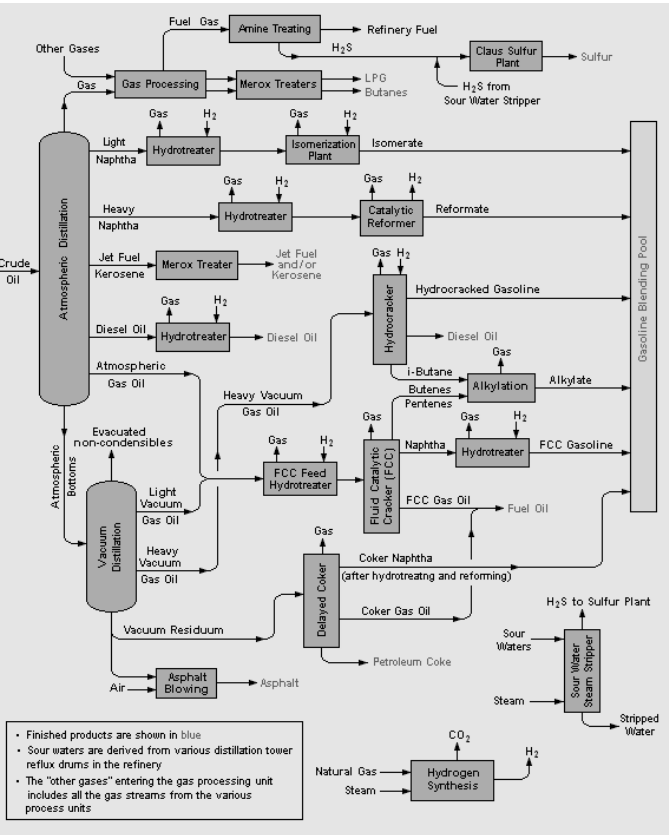 Fuel Gas
Amine Treating
Refinery Fuel
Other Gases
H2S
Claus Sulfur
Plant
Sulfur
Gas
Gas Processing
Merox Treaters
LPG
Butanes
H2S from
Sour Water Stripper
Light
Naphtha
Gas
H2
Hydrotreater
Gas
H2
Isomerization
Plant
Isomerate
Heavy
Naphtha
Gas
H2
Hydrotreater
Gas
H2
Catalytic
Reformer
Reformate
Crude
Oil
Atmospheric Distillation
Jet Fuel
Kerosene
Merox Treater
Jet Fuel
and/or
Kerosene
Gas H2
Hydrocracker
Hydrocracked Gasoline
Diesel Oil
Gasoline Blending Pool
Diesel Oil
Gas
H2
Hydrotreater
Diesel Oil
Atmospheric
Gas Oil
Heavy Vacuum
Gas Oil
i-Butane
Butenes
Pentenes
Gas
Alkylation
Alkylate
Evacuated
non-condensibles
Atmospheric
Bottoms
Gas
H2
FCC Feed
Hydrotreater
Gas
Fluid Catalytic
Cracker (FCC)
Naphtha
Gas
H2
Hydrotreater
FCC Gasoline
FCC Gas Oil
Fuel Oil
Vacuum
Distillation
Light
Vacuum
Gas Oil
Heavy
Vacuum
Gas Oil
Gas
Delayed Coker
Coker Naphtha
(after hydrotreatng and reforming)
Coker Gas Oil
Vacuum Residuum
Petroleum Coke
Air
Asphalt
Blowing
Asphalt
H2S to Sulfur Plant
Sour
Waters
Sour Water
Steam Stripper
Steam
Stripped
Water
• Finished products are shown in blue
• Sour waters are derived from various distillation tower
reflux drums in the refinery
• The "other gases" entering the gas processing unit
includes all the gas streams from the various
process units
CO2
H2
Natural Gas
Steam
Hydrogen
Synthesis